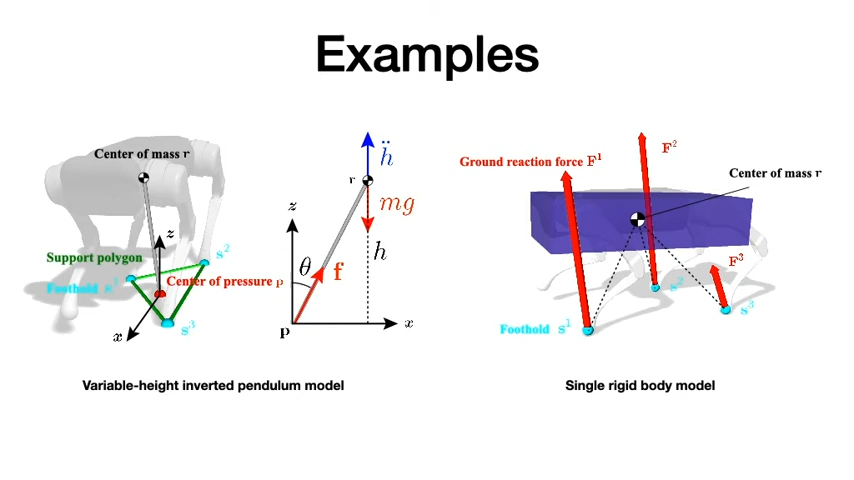 Examples
Center of mass r
z
Support polygon
s²
Foothold s¹
Center of pressure p
s³
x
ḧ
r
mg
z
h
θ
f
p
x
Variable-height inverted pendulum model
F²
Ground reaction force F¹
Center of mass r
F³
s²
s³
Foothold s¹
Single rigid body model